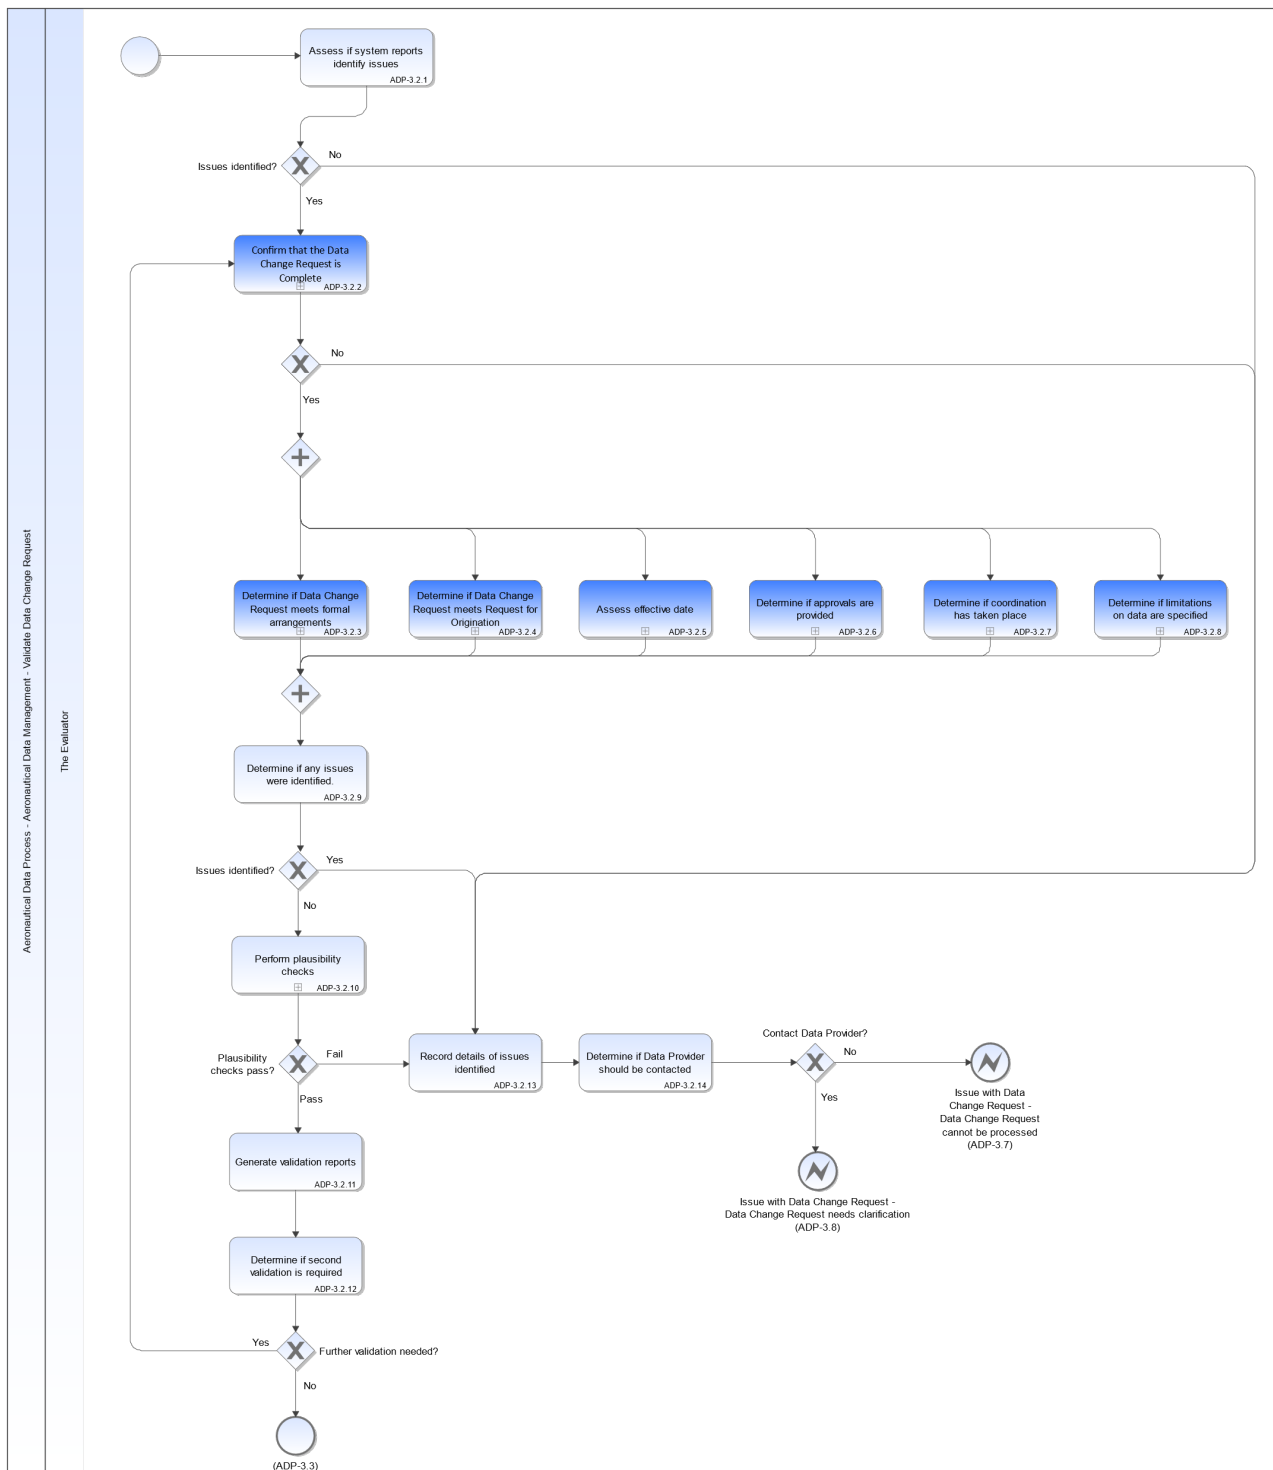 Aeronautical Data Process - Aeronautical Data Management - Validate Data Change Request
The Evaluator
Assess if system reports
identify issues
ADP-3.2.1
Issues identified?
No
Yes
Confirm that the Data
Change Request is
Complete
ADP-3.2.2
No
Yes
Determine if Data Change
Request meets formal
arrangements
ADP-3.2.3
Determine if Data Change
Request meets Request for
Origination
ADP-3.2.4
Assess effective date
ADP-3.2.5
Determine if approvals are
provided
ADP-3.2.6
Determine if coordination
has taken place
ADP-3.2.7
Determine if limitations
on data are specified
ADP-3.2.8
Determine if any issues
were identified.
ADP-3.2.9
Issues identified?
Yes
No
Perform plausibility
checks
ADP-3.2.10
Plausibility
checks pass?
Fail
Pass
Record details of issues
identified
ADP-3.2.13
Determine if Data Provider
should be contacted
ADP-3.2.14
Contact Data Provider?
No
Yes
Issue with Data
Change Request -
Data Change Request
cannot be processed
(ADP-3.7)
Issue with Data Change Request -
Data Change Request needs clarification
(ADP-3.8)
Generate validation reports
ADP-3.2.11
Determine if second
validation is required
ADP-3.2.12
Yes
Further validation needed?
No
(ADP-3.3)